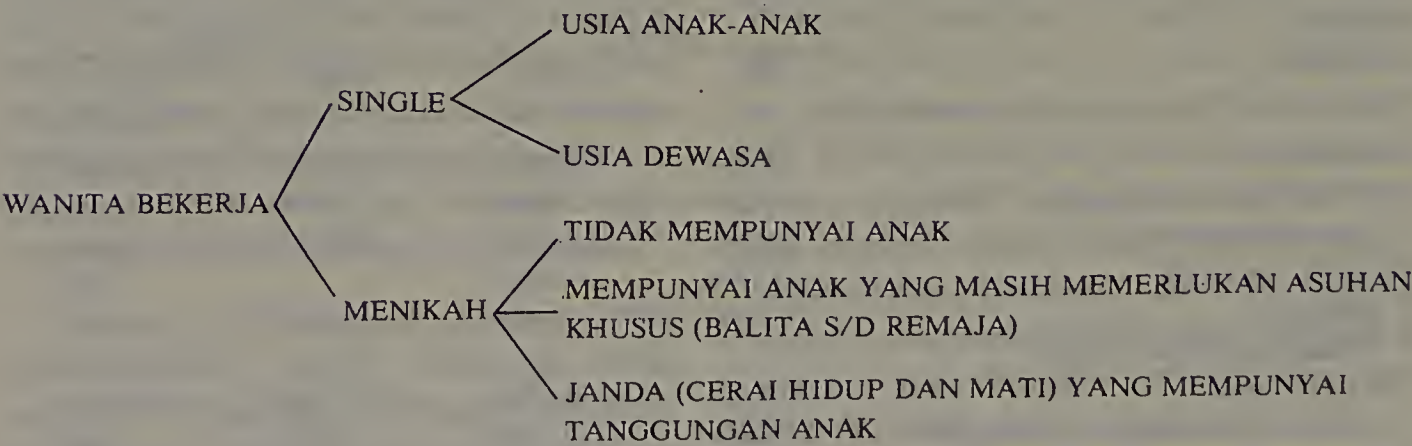 USIA ANAK-ANAK
SINGLE
USIA DEWASA
WANITA BEKERJA
TIDAK MEMPUNYAI ANAK
MEMPUNYAI ANAK YANG MASIH MEMERLUKAN ASUHAN
KHUSUS (BALITA S/D REMAJA)
MENIKAH
JANDA (CERAI HIDUP DAN MATI) YANG MEMPUNYAI
TANGGUNGAN ANAK